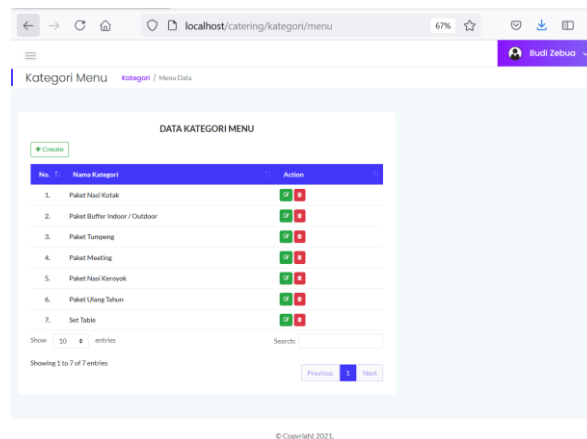 localhost/catering/kategori/menu 67%
Budi Zebua
Kategori Menu Kategori / Menu Data
DATA KATEGORI MENU
+ Create
No. Nama Kategori Action
1. Paket Nasi Kotak
2. Paket Buffer Indoor / Outdoor
3. Paket Tumpeng
4. Paket Meeting
5. Paket Nasi Keroyok
6. Paket Ulang Tahun
7. Set Table
Show 10 entries Search:
Showing 1 to 7 of 7 entries
Previous 1 Next
© Copyright 2021.